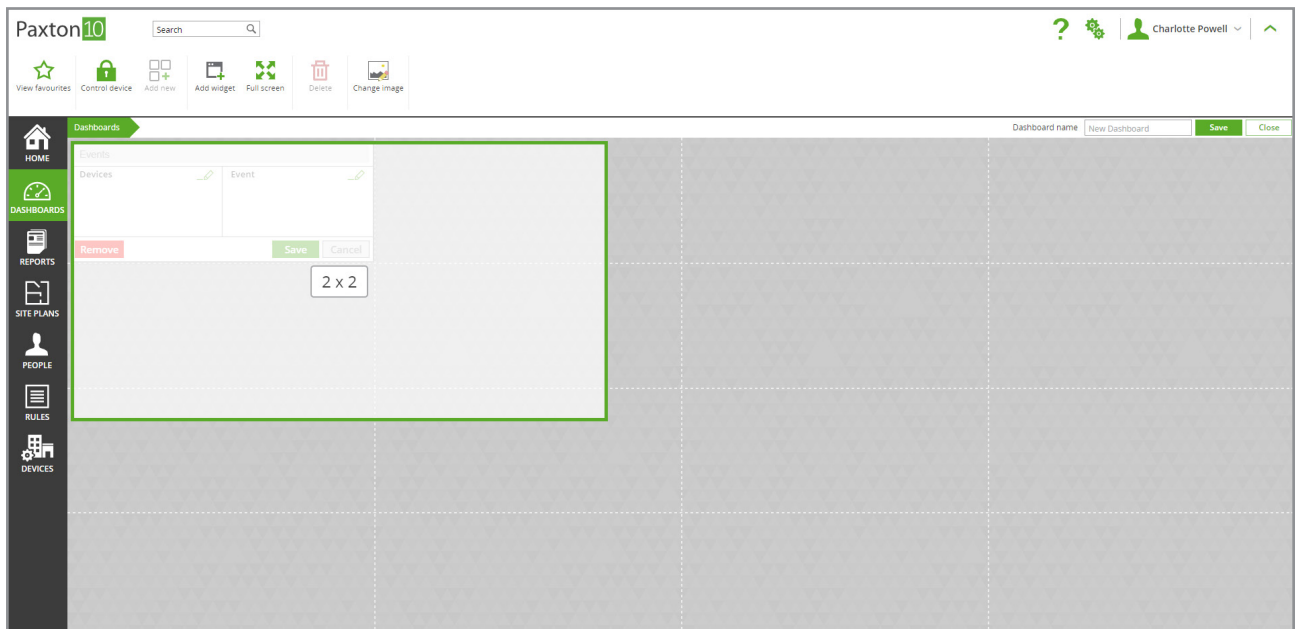 Paxton10 Search Charlotte Powell
View favourites Control device Add new Add widget Full screen Delete Change image
Dashboards Dashboard name New Dashboard Save Close
HOME
DASHBOARDS
REPORTS
SITE PLANS
PEOPLE
RULES
DEVICES
Events
Devices Event
Remove Save Cancel
2 x 2